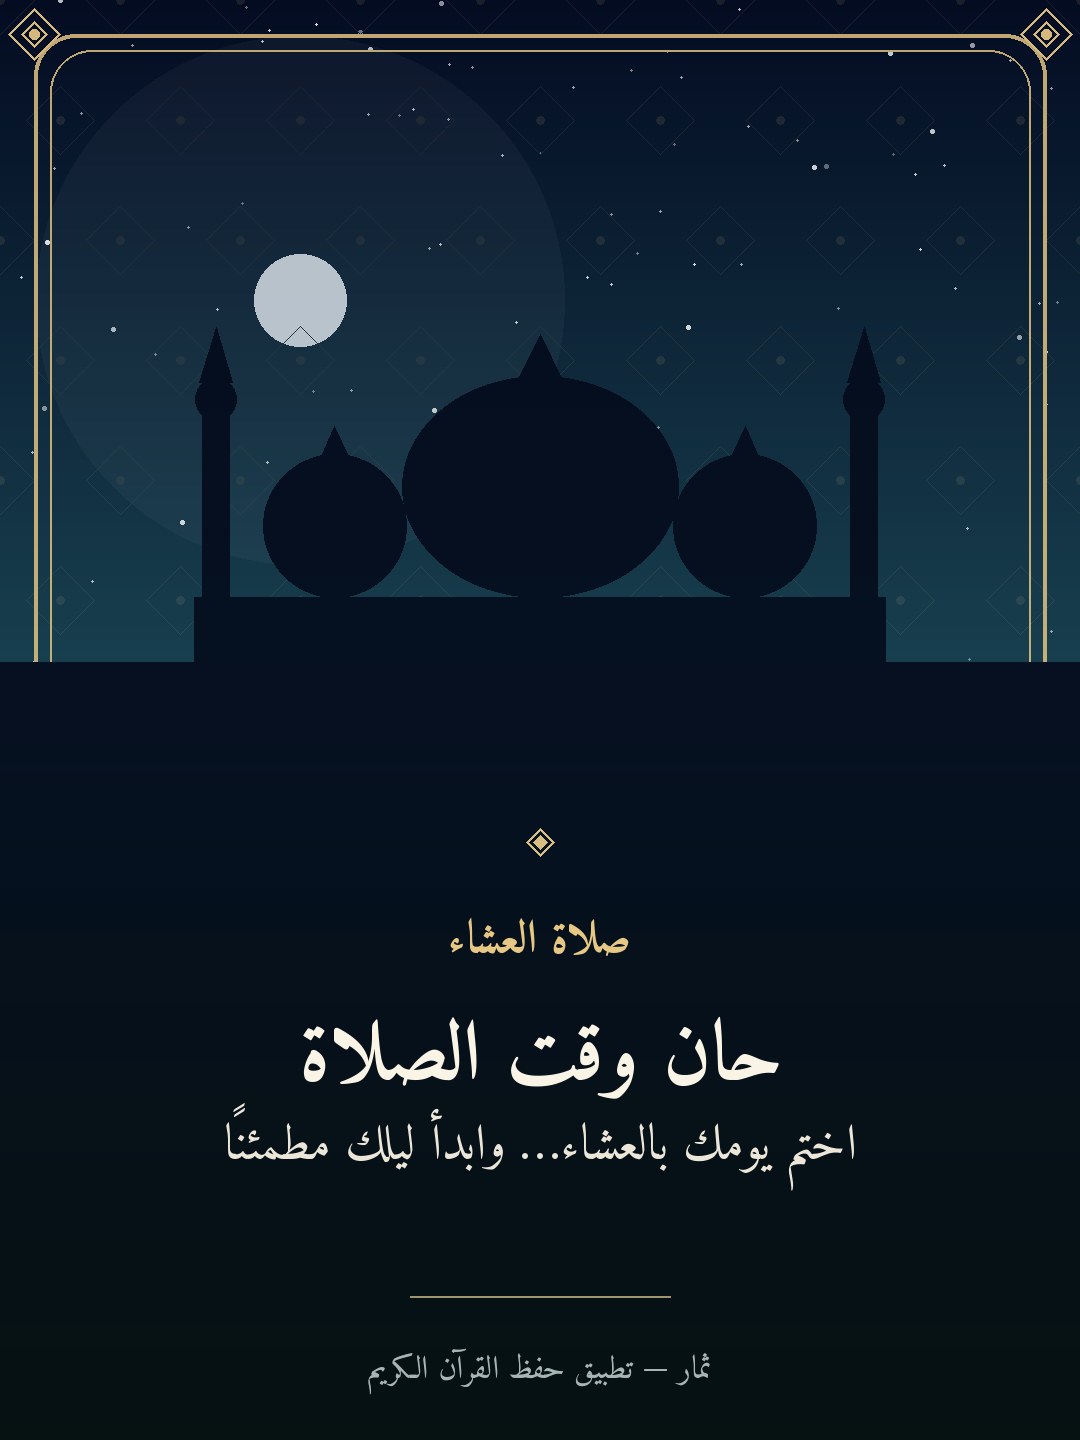 صلاة العشاء
حان وقت الصلاة
اختم يومك بالعشاء... وابدأ ليلك مطمئنًا
ثمار — تطبيق حفظ القرآن الكريم